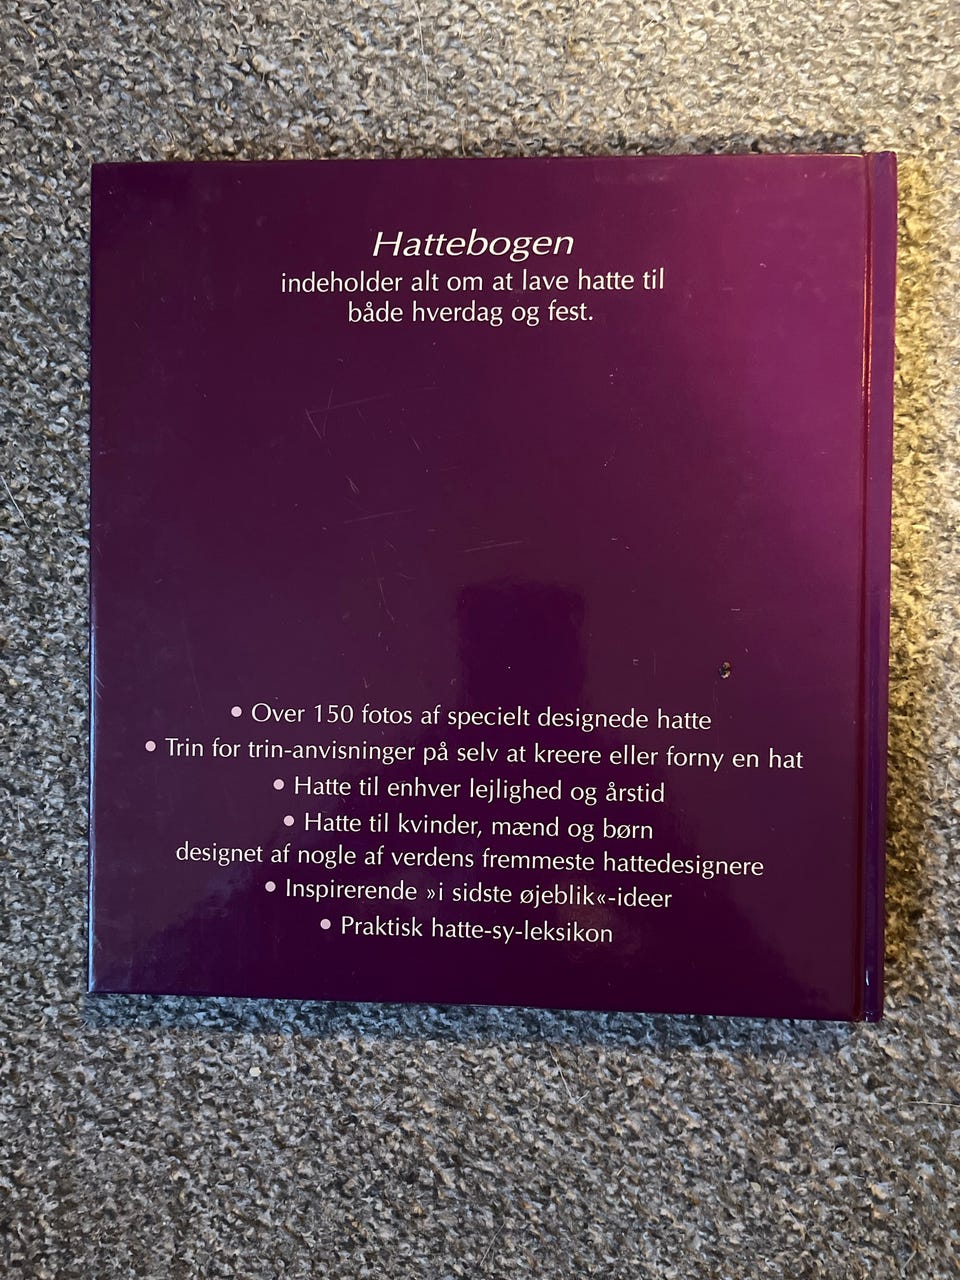 Hattebogen
indeholder alt om at lave hatte til
både hverdag og fest.
• Over 150 fotos af specielt designede hatte
• Trin for trin-anvisninger på selv at kreere eller forny en hat
• Hatte til enhver lejlighed og årstid
• Hatte til kvinder, mænd og børn
designet af nogle af verdens fremmeste hattedesignere
• Inspirerende »i sidste øjeblik«-ideer
• Praktisk hatte-sy-leksikon